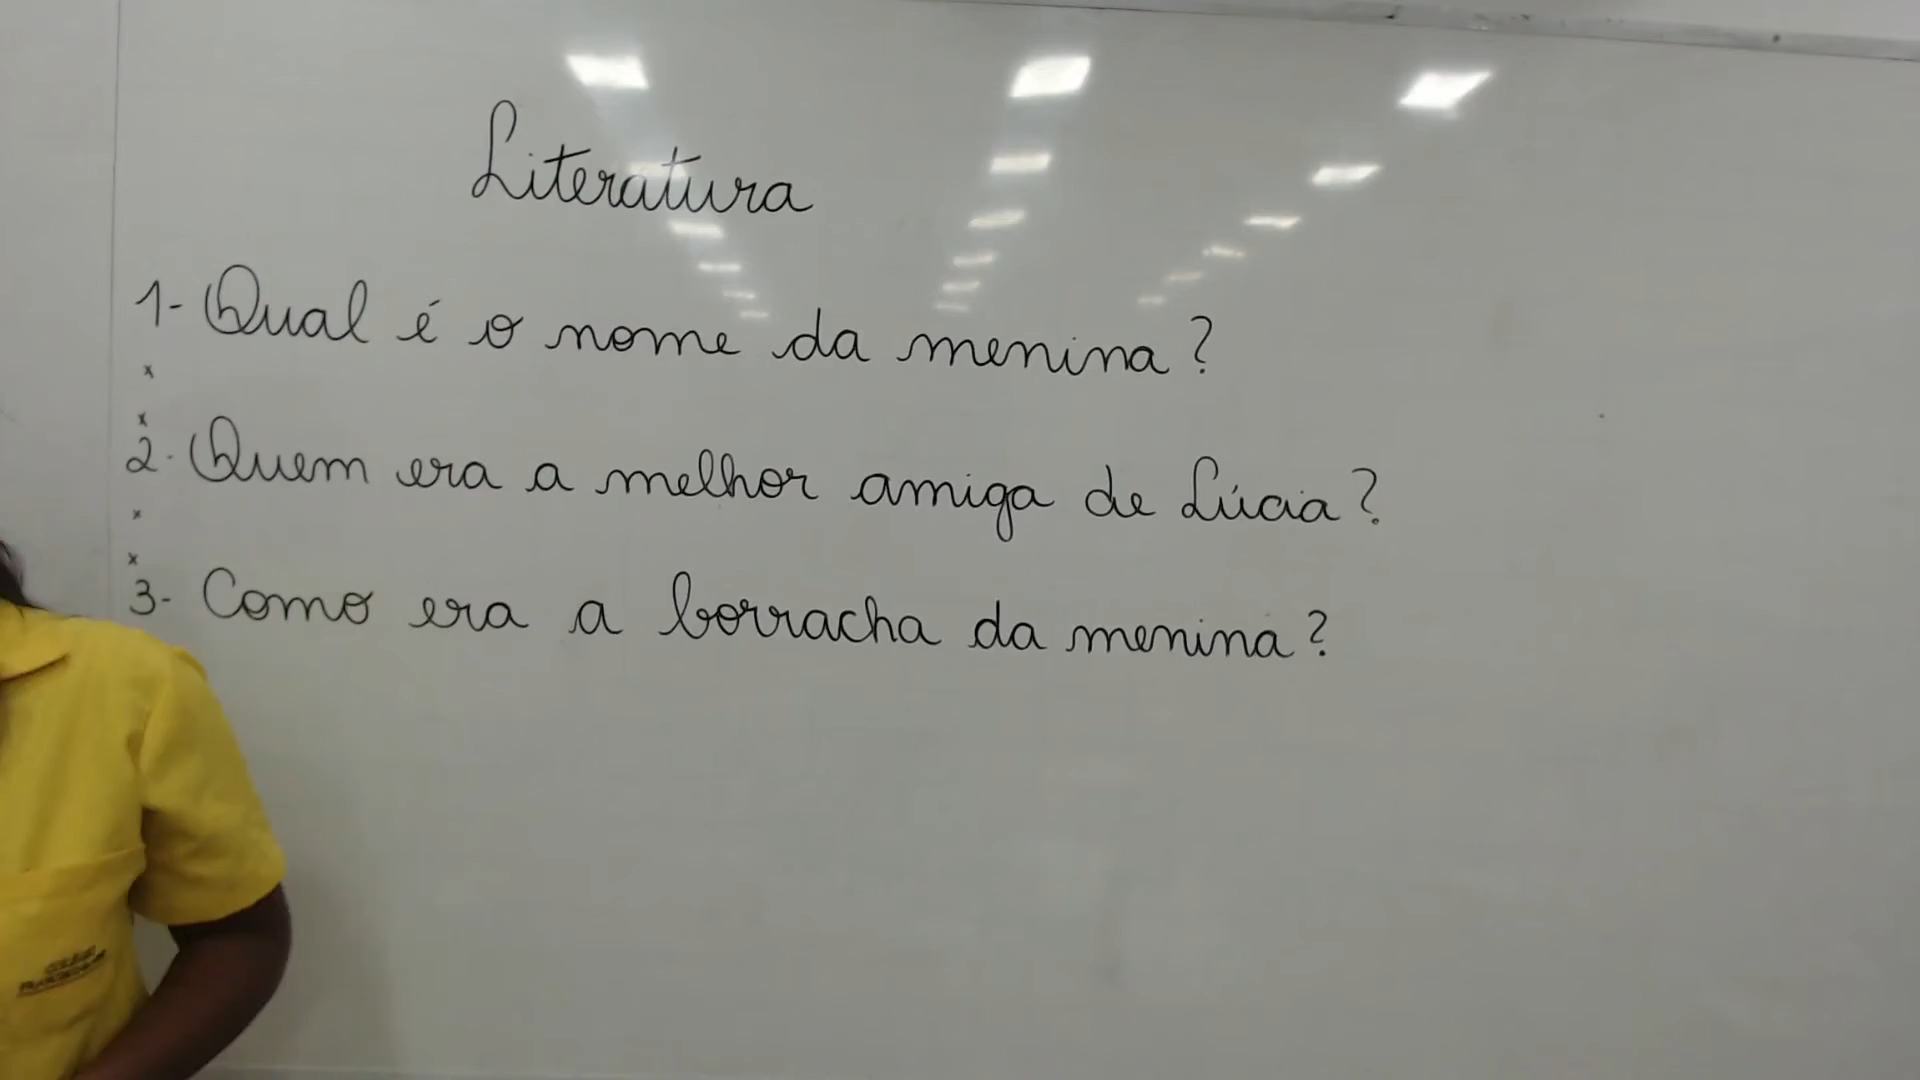 Literatura
1- Qual é o nome da menina?
x
x
2- Quem era a melhor amiga de Lúcia?
x
x
3- Como era a borracha da menina?
COLÉGIO